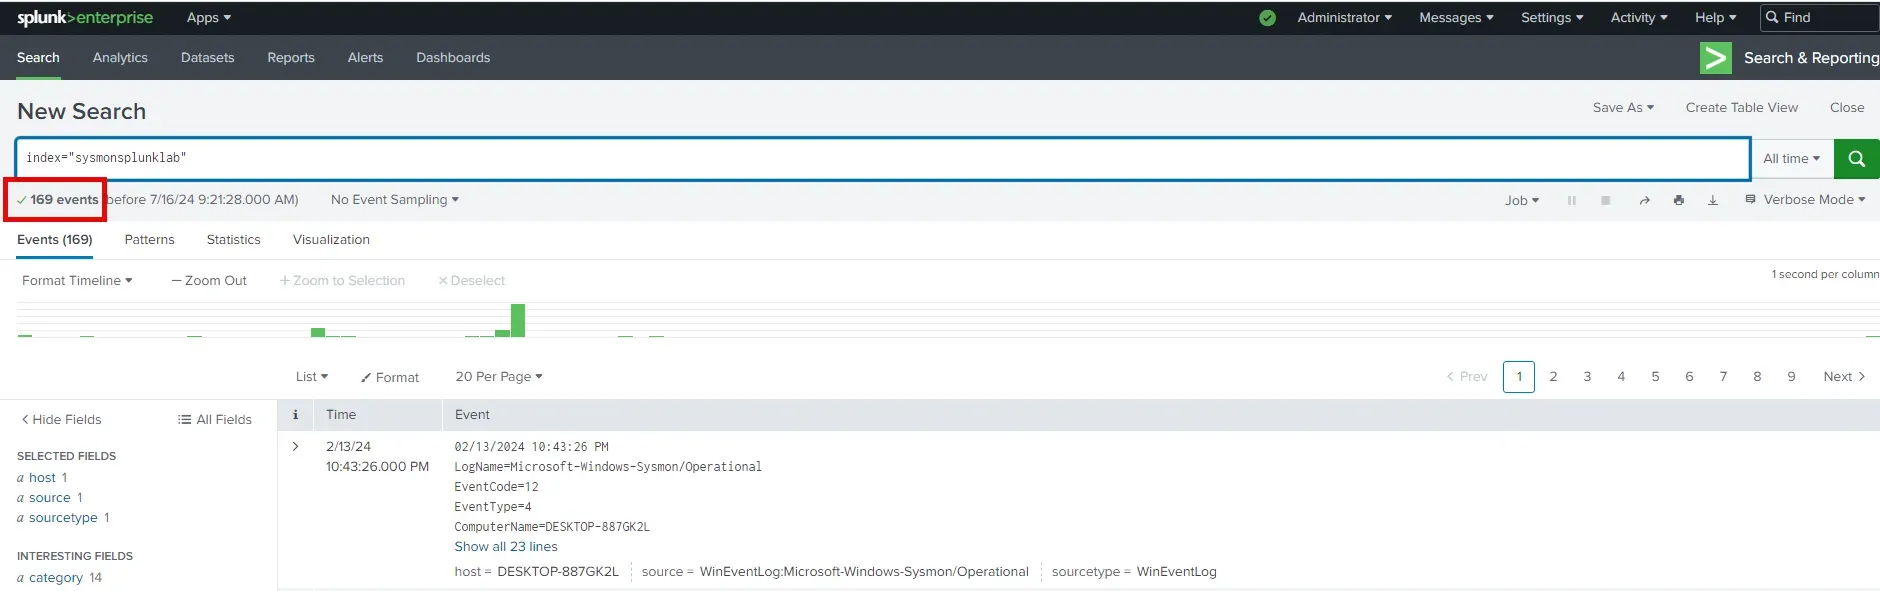 splunk>enterprise Apps Administrator Messages Settings Activity Help Find
Search Analytics Datasets Reports Alerts Dashboards Search & Reporting
New Search Save As Create Table View Close
index="sysmonsplunklab" All time
169 events before 7/16/24 9:21:28.000 AM) No Event Sampling Job Verbose Mode
Events (169) Patterns Statistics Visualization
Format Timeline — Zoom Out + Zoom to Selection × Deselect 1 second per column
List Format 20 Per Page < Prev 1 2 3 4 5 6 7 8 9 Next >
< Hide Fields All Fields i Time Event
SELECTED FIELDS
a host 1
a source 1
a sourcetype 1
INTERESTING FIELDS
a category 14
> 2/13/24
10:43:26.000 PM
02/13/2024 10:43:26 PM
LogName=Microsoft-Windows-Sysmon/Operational
EventCode=12
EventType=4
ComputerName=DESKTOP-887GK2L
Show all 23 lines
host = DESKTOP-887GK2L source = WinEventLog:Microsoft-Windows-Sysmon/Operational sourcetype = WinEventLog